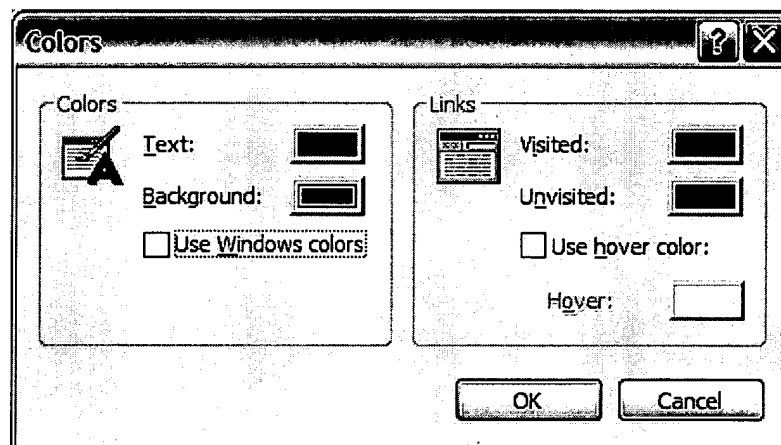 Colors
?
Colors
Text:
Background:
Use Windows colors
Links
Visited:
Unvisited:
Use hover color:
Hover:
OK
Cancel